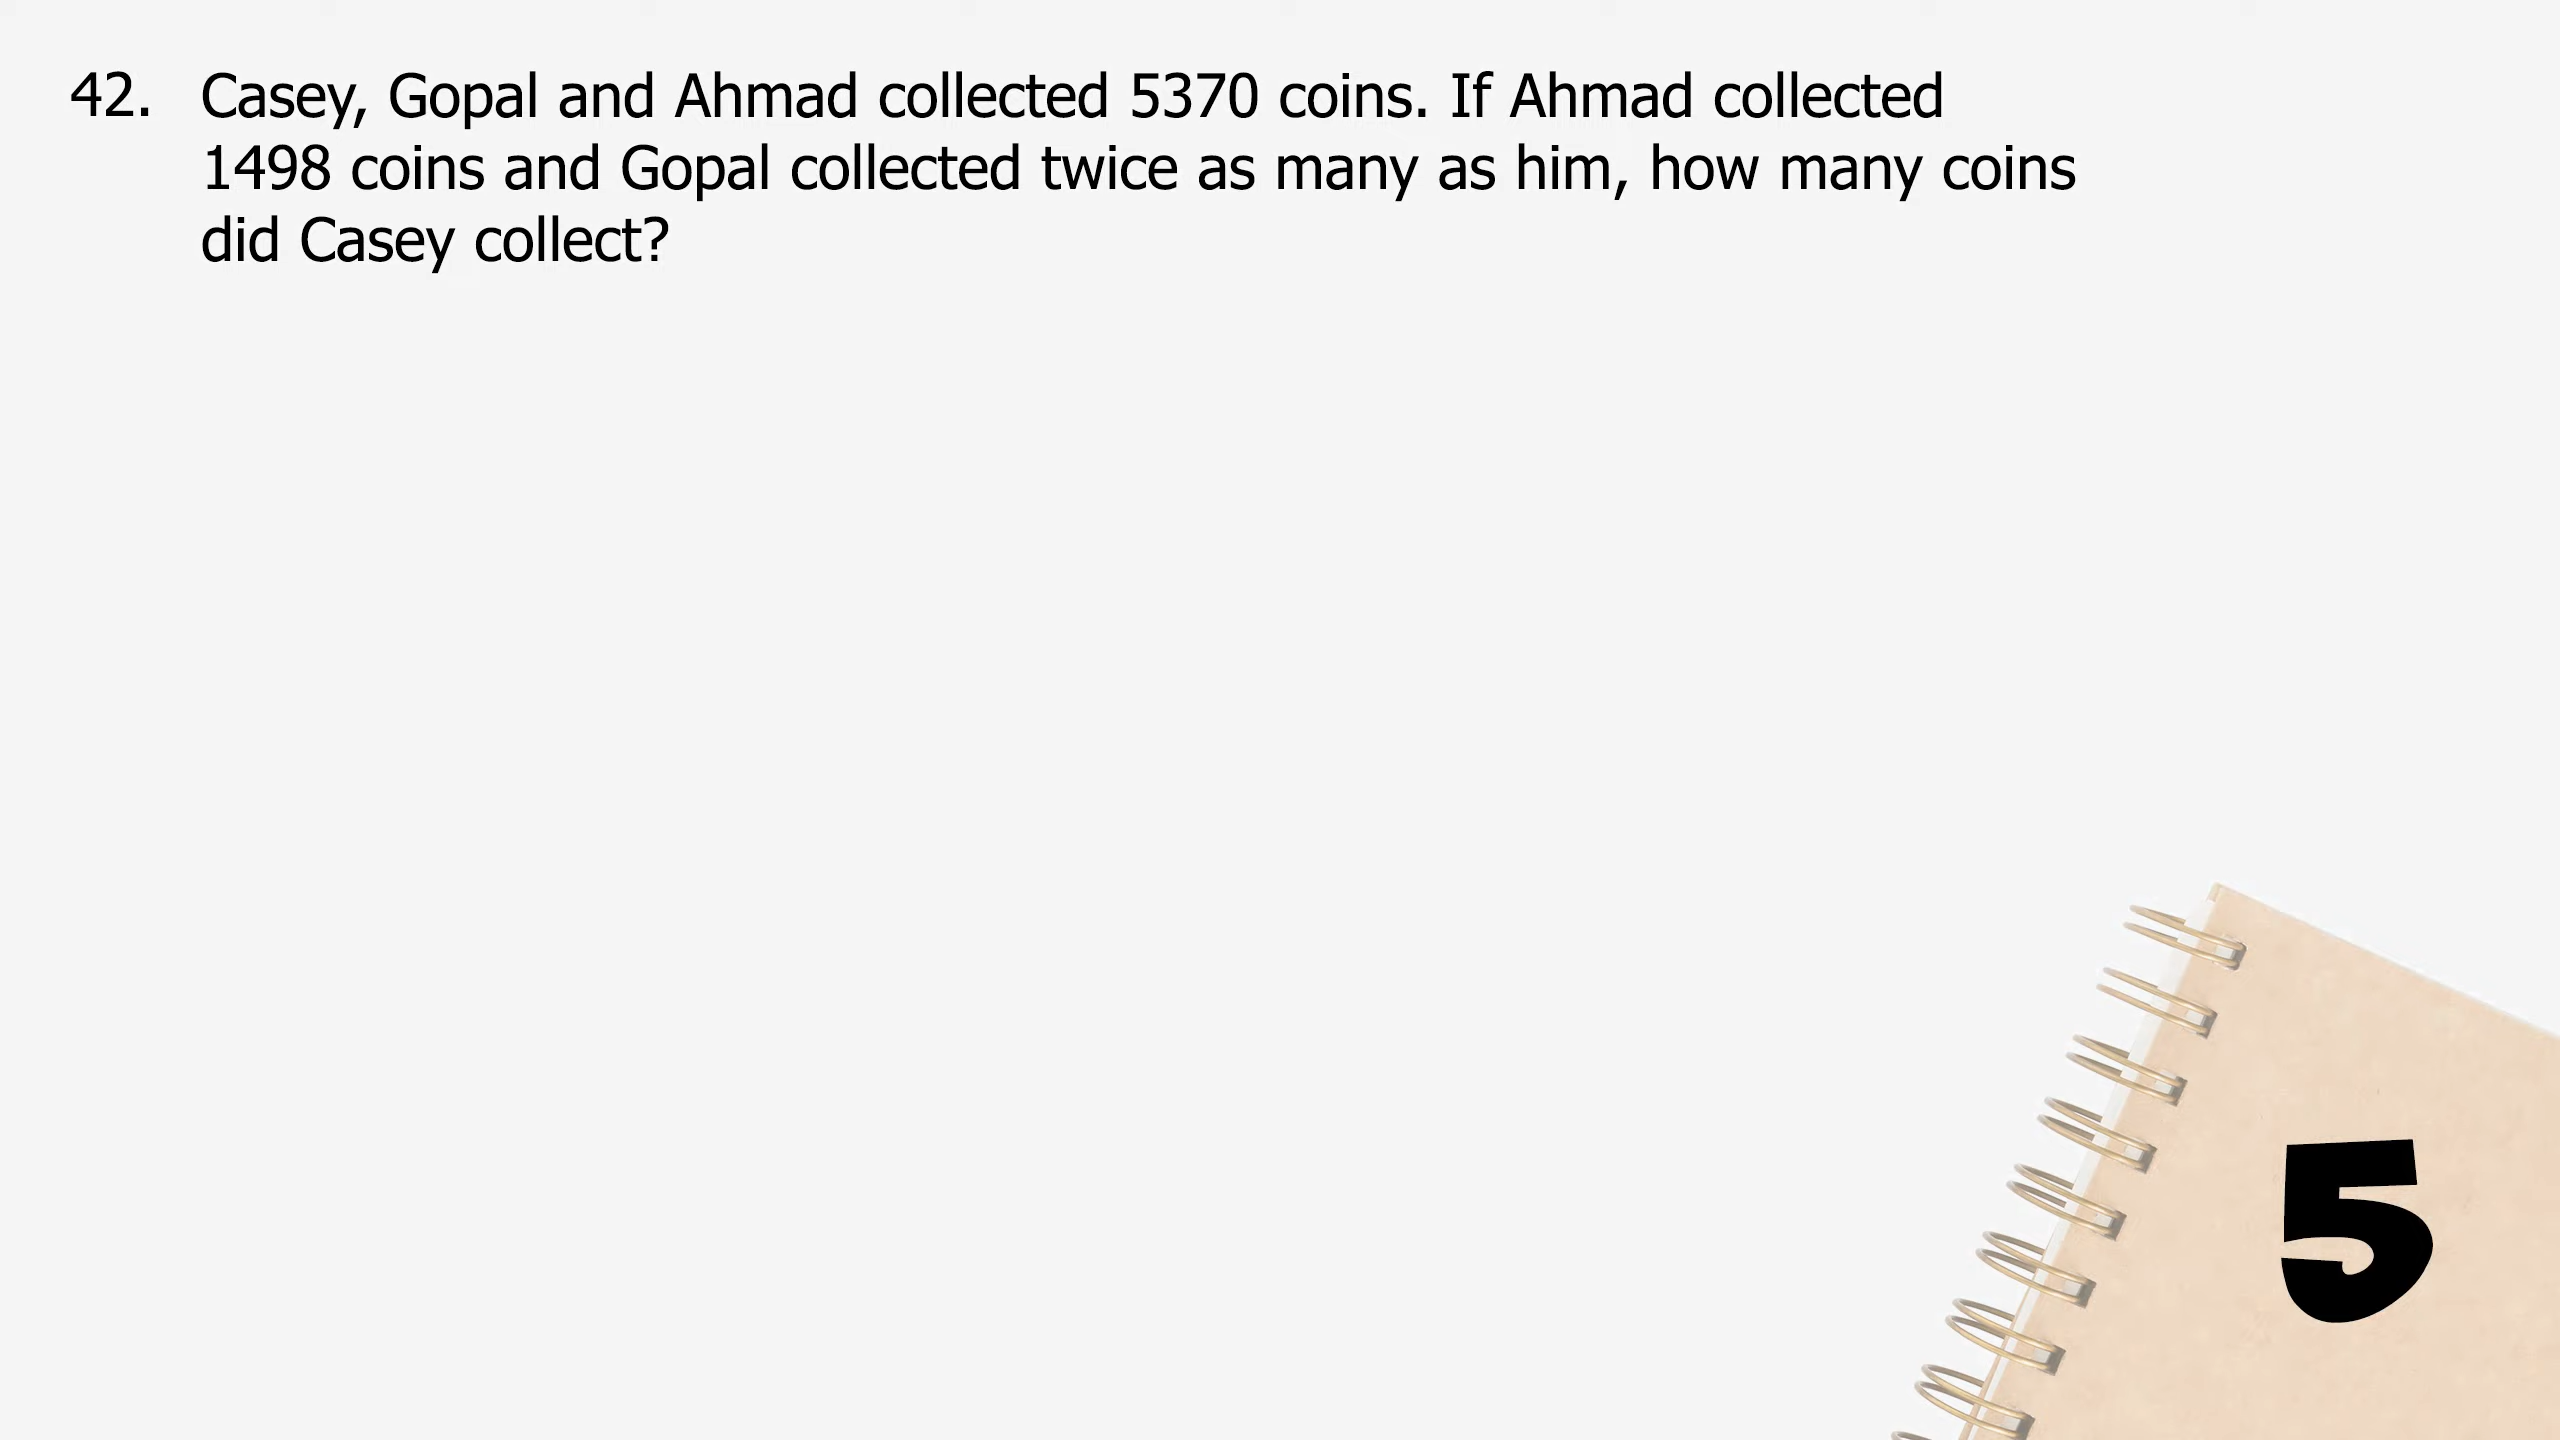 42. Casey, Gopal and Ahmad collected 5370 coins. If Ahmad collected
1498 coins and Gopal collected twice as many as him, how many coins
did Casey collect?
5